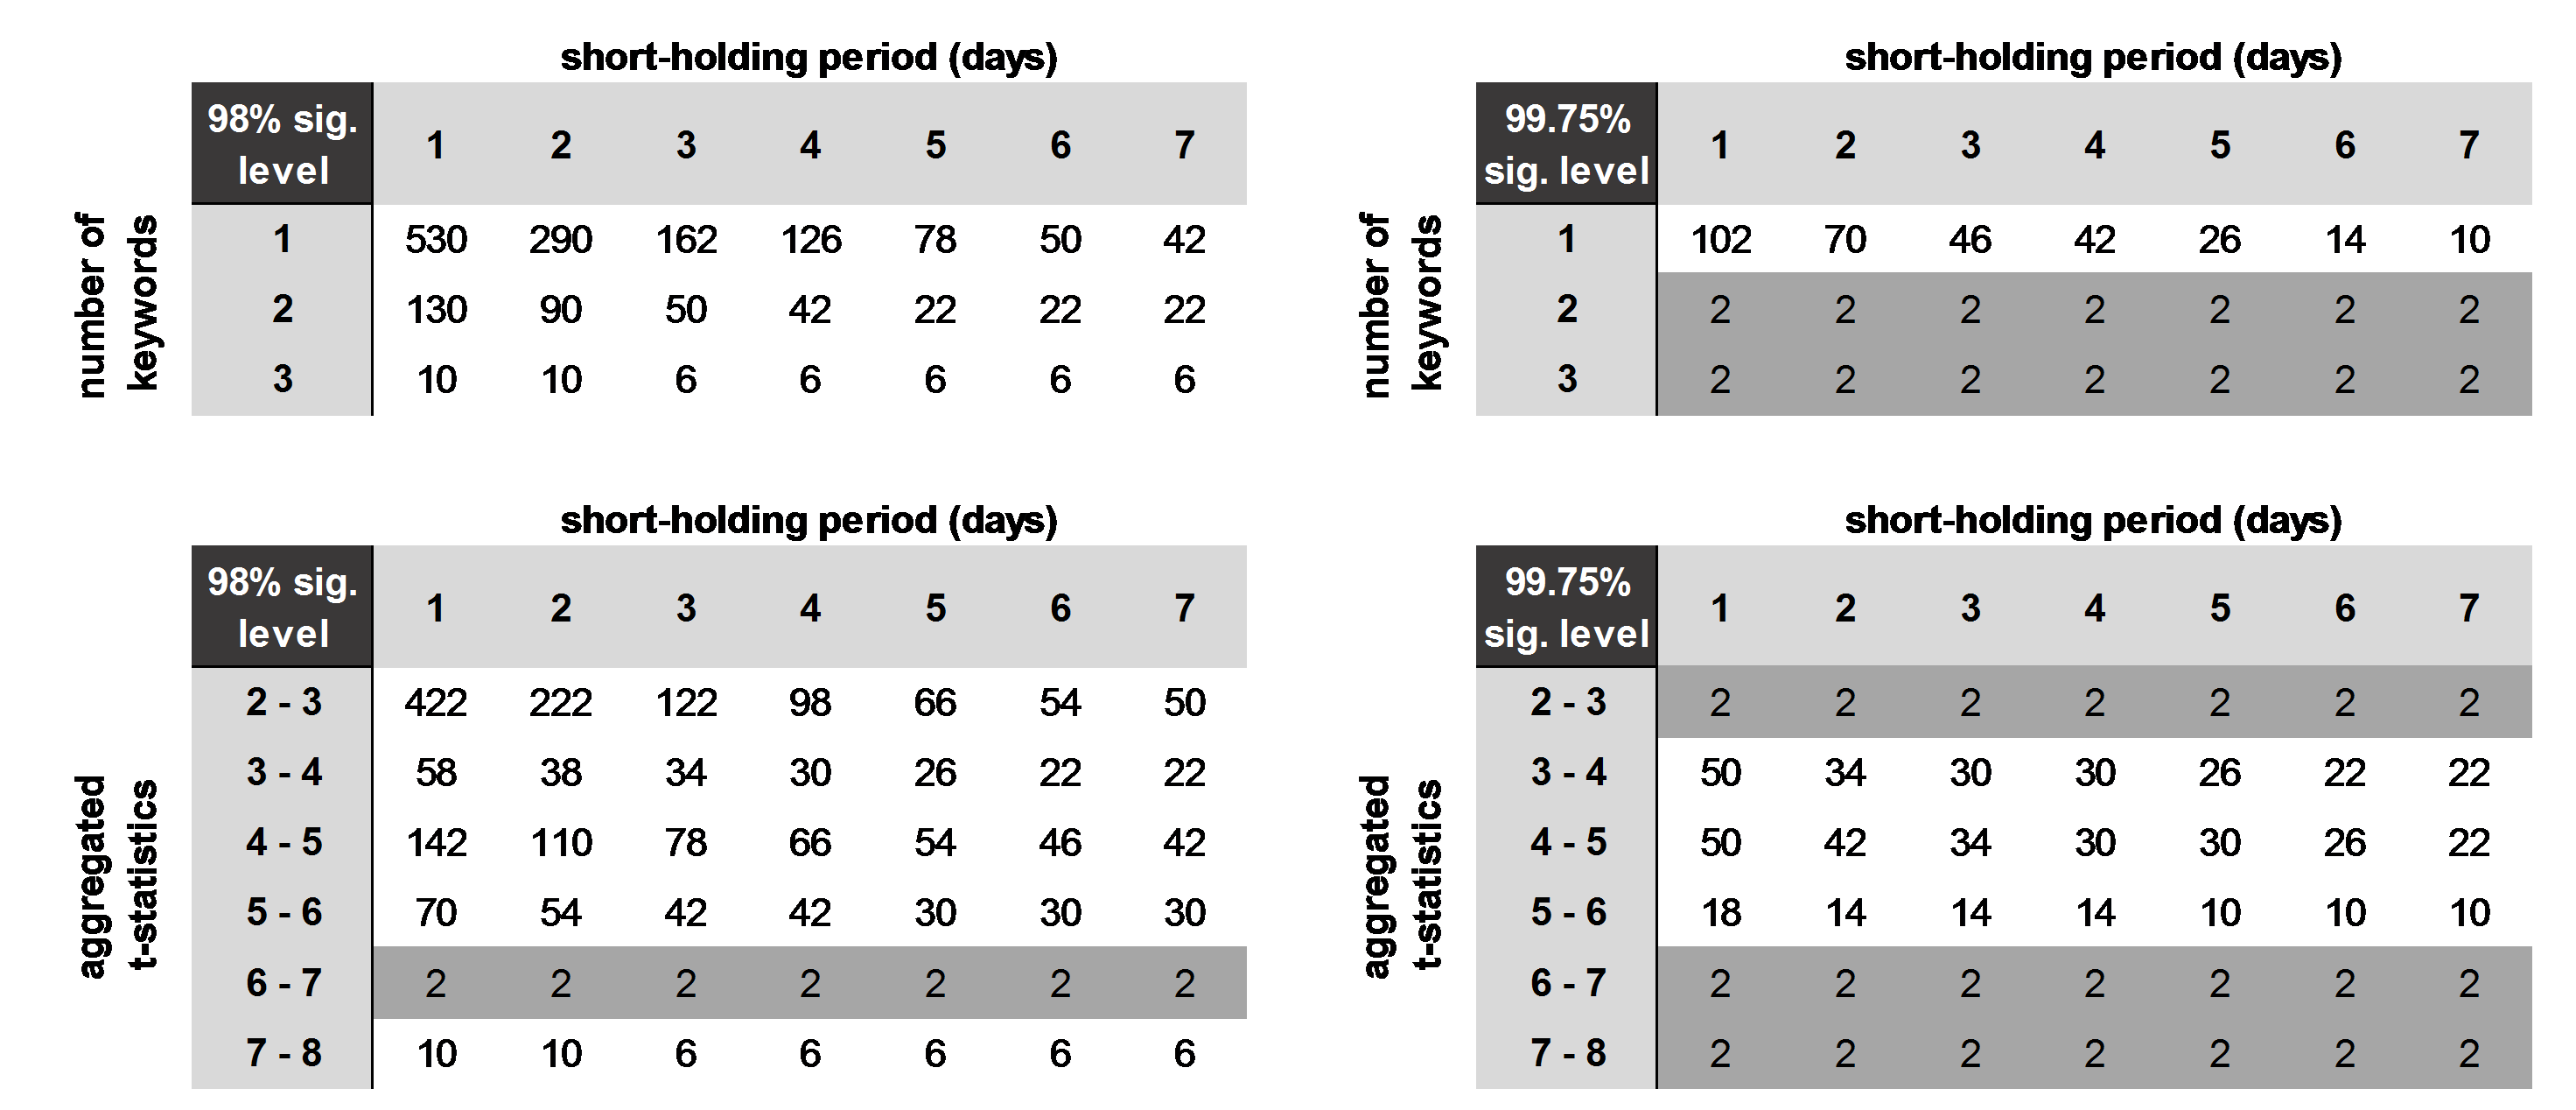 short-holding period (days)
98% sig.
level
1 2 3 4 5 6 7
number of
keywords
1 530 290 162 126 78 50 42
2 130 90 50 42 22 22 22
3 10 10 6 6 6 6 6
short-holding period (days)
99.75%
sig. level
1 2 3 4 5 6 7
number of
keywords
1 102 70 46 42 26 14 10
2 2 2 2 2 2 2 2
3 2 2 2 2 2 2 2
short-holding period (days)
98% sig.
level
1 2 3 4 5 6 7
aggregated
t-statistics
2 - 3 422 222 122 98 66 54 50
3 - 4 58 38 34 30 26 22 22
4 - 5 142 110 78 66 54 46 42
5 - 6 70 54 42 42 30 30 30
6 - 7 2 2 2 2 2 2 2
7 - 8 10 10 6 6 6 6 6
short-holding period (days)
99.75%
sig. level
1 2 3 4 5 6 7
aggregated
t-statistics
2 - 3 2 2 2 2 2 2 2
3 - 4 50 34 30 30 26 22 22
4 - 5 50 42 34 30 30 26 22
5 - 6 18 14 14 14 10 10 10
6 - 7 2 2 2 2 2 2 2
7 - 8 2 2 2 2 2 2 2